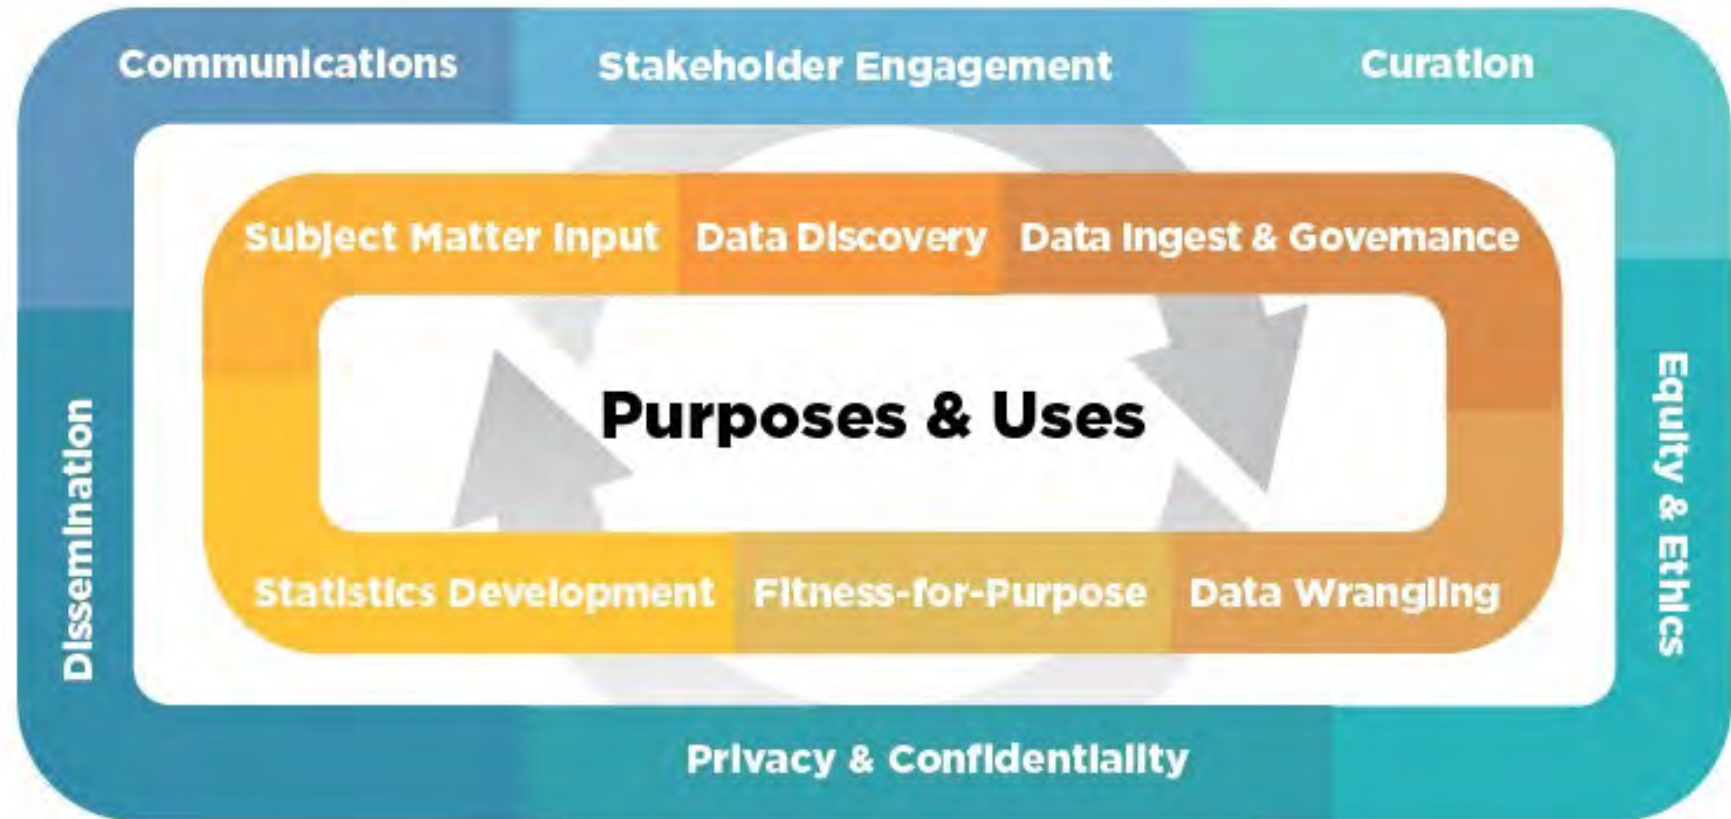 Communications
Stakeholder Engagement
Curation
Subject Matter Input
Data Discovery
Data Ingest & Governance
Purposes & Uses
Dissemination
Equity & Ethics
Statistics Development
Fitness-for-Purpose
Data Wrangling
Privacy & Confidentiality